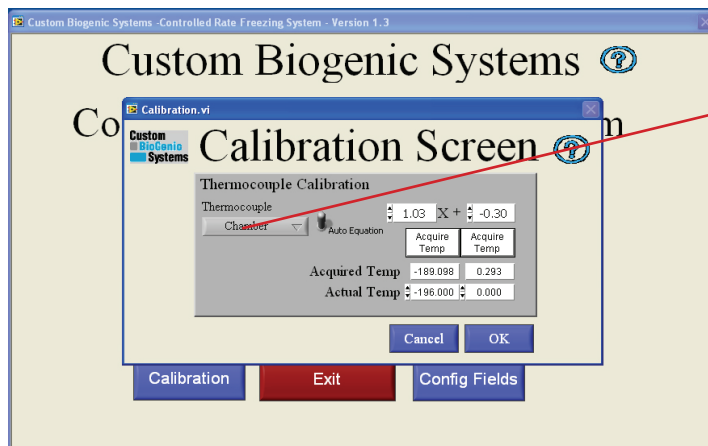 Custom Biogenic Systems -Controlled Rate Freezing System - Version 1.3
Custom Biogenic Systems ?
Co
m
Calibration.vi
Custom
BioGenic
Systems
Calibration Screen ?
Thermocouple Calibration
Thermocouple
Chamber
Auto Equation
1.03 X + -0.30
Acquire Temp
Acquire Temp
Acquired Temp -189.098 0.293
Actual Temp -196.000 0.000
Cancel OK
Calibration Exit Config Fields